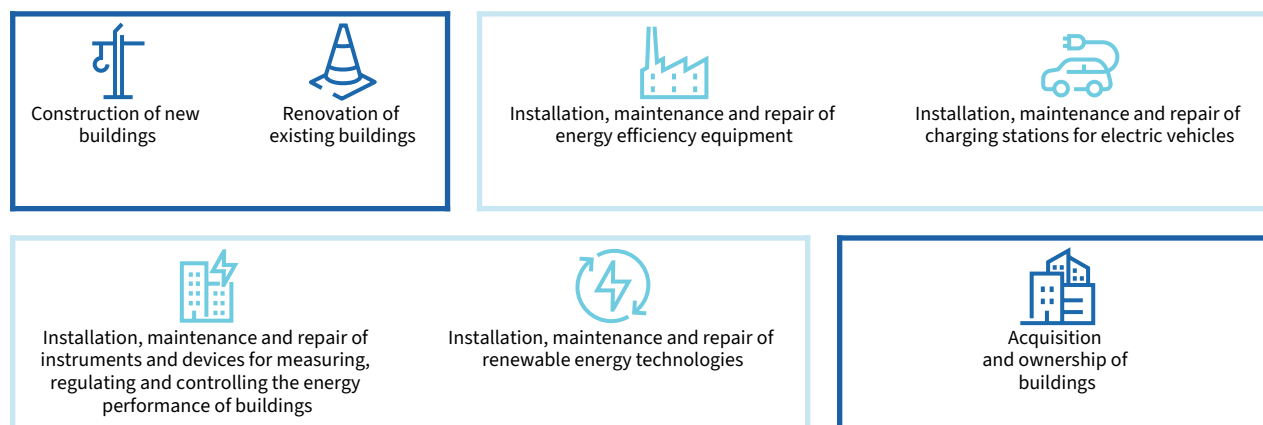 Construction of new
buildings
Renovation of
existing buildings
Installation, maintenance and repair of
energy efficiency equipment
Installation, maintenance and repair of
charging stations for electric vehicles
Installation, maintenance and repair of
instruments and devices for measuring,
regulating and controlling the energy
performance of buildings
Installation, maintenance and repair of
renewable energy technologies
Acquisition
and ownership of
buildings